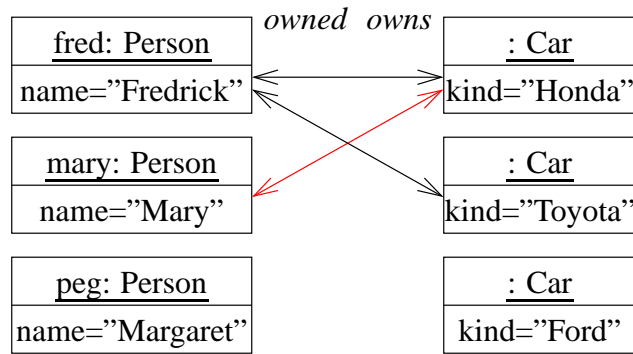 owned owns
fred: Person
name=”Fredrick”
: Car
kind=”Honda”
mary: Person
name=”Mary”
: Car
kind=”Toyota”
peg: Person
name=”Margaret”
: Car
kind=”Ford”